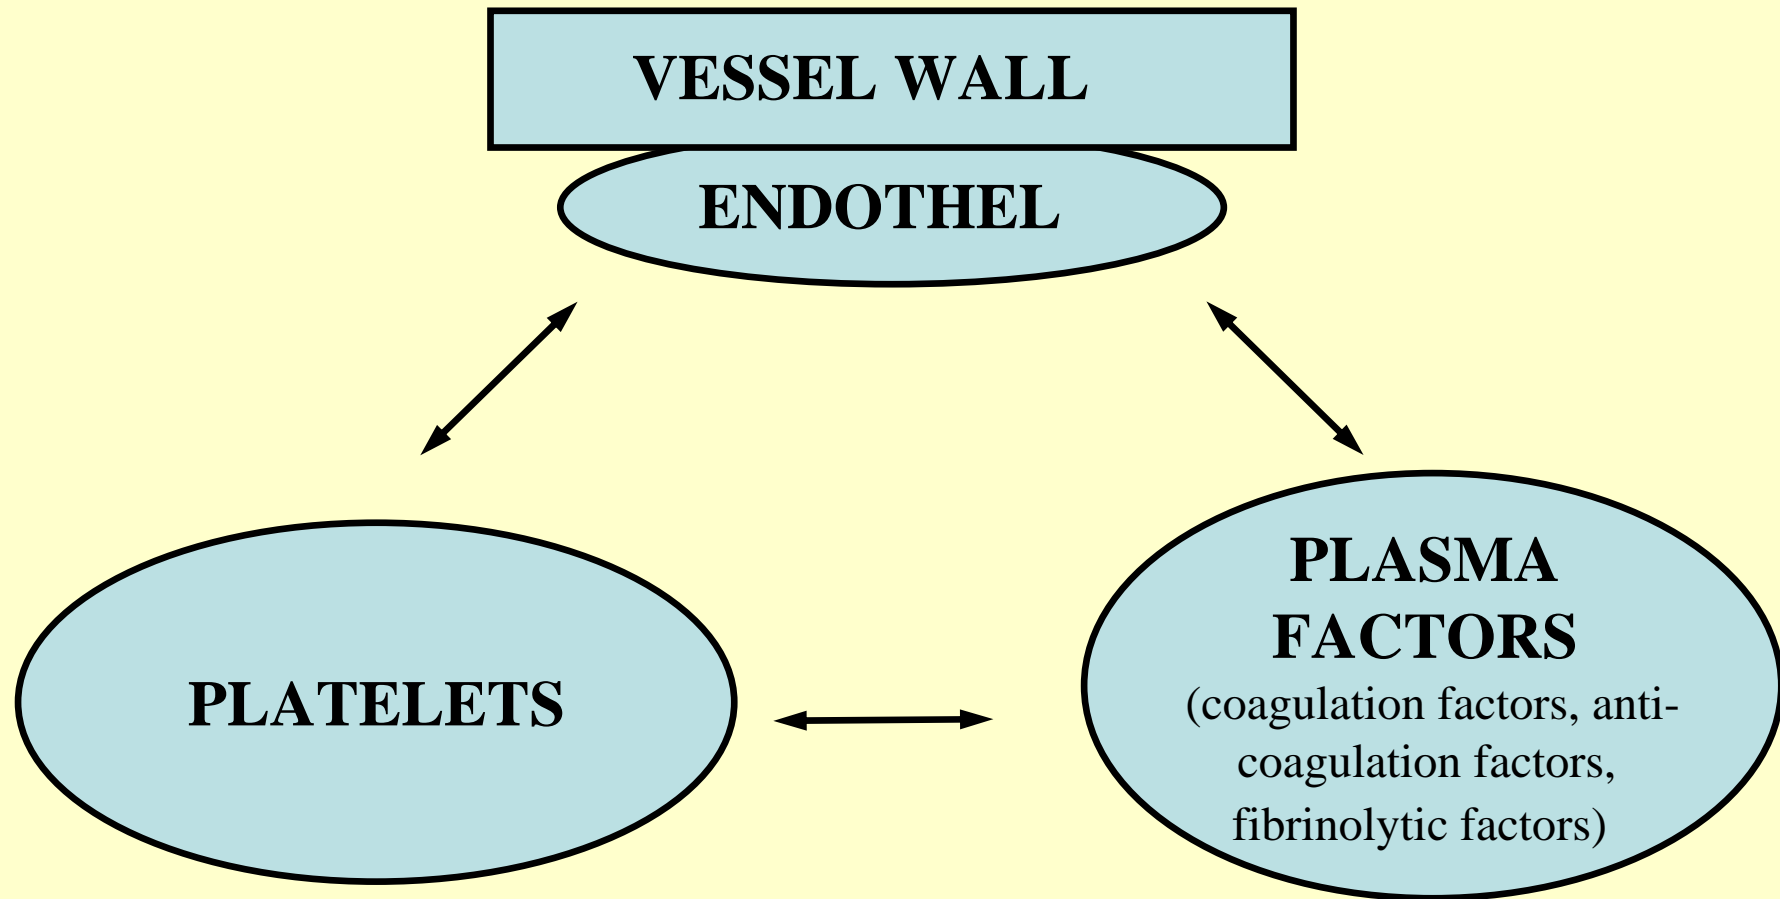 VESSEL WALL
ENDOTHEL
PLASMA
FACTORS
(coagulation factors, anti-
coagulation factors,
fibrinolytic factors)
PLATELETS